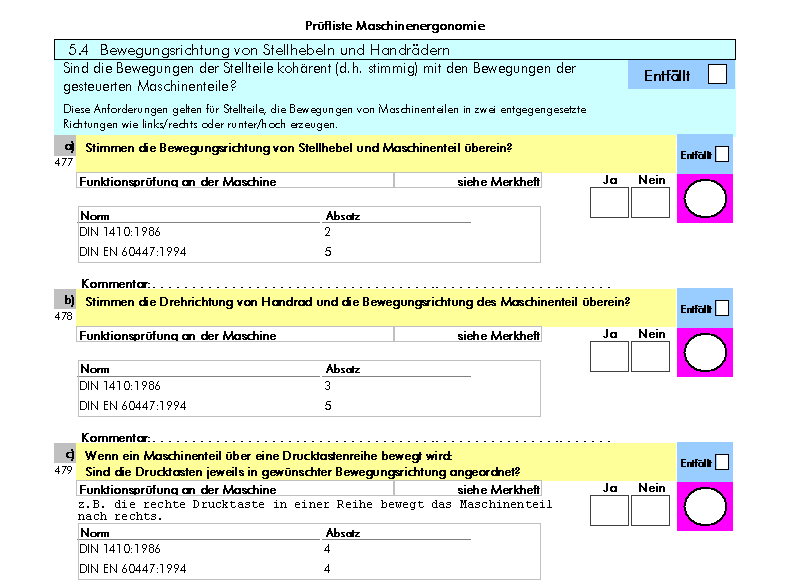 Prüfliste Maschinenergonomie
5.4 Bewegungsrichtung von Stellhebeln und Handrädern
Sind die Bewegungen der Stellteile kohärent (d.h. stimmig) mit den Bewegungen der
gesteuerten Maschinenteile?
Entfällt
Diese Anforderungen gelten für Stellteile, die Bewegungen von Maschinenteilen in zwei entgegengesetzte
Richtungen wie links/rechts oder runter/hoch erzeugen.
a) Stimmen die Bewegungsrichtung von Stellhebel und Maschinenteil überein?
Entfällt
477
Funktionsprüfung an der Maschine siehe Merkheft Ja Nein
Norm Absatz
DIN 1410:1986 2
DIN EN 60447:1994 5
Kommentar:. . . . . . . . . . . . . . . . . . . . . . . . . . . . . . . . . . . . . . . . . . . . . . . . . . . . . . . . . . .
b) Stimmen die Drehrichtung von Handrad und die Bewegungsrichtung des Maschinenteil überein?
Entfällt
478
Funktionsprüfung an der Maschine siehe Merkheft Ja Nein
Norm Absatz
DIN 1410:1986 3
DIN EN 60447:1994 5
Kommentar:. . . . . . . . . . . . . . . . . . . . . . . . . . . . . . . . . . . . . . . . . . . . . . . . . . . . . . . . . . .
c) Wenn ein Maschinenteil über eine Drucktastenreihe bewegt wird:
Entfällt
479 Sind die Drucktasten jeweils in gewünschter Bewegungsrichtung angeordnet?
Funktionsprüfung an der Maschine siehe Merkheft Ja Nein
z.B. die rechte Drucktaste in einer Reihe bewegt das Maschinenteil
nach rechts.
Norm Absatz
DIN 1410:1986 4
DIN EN 60447:1994 4